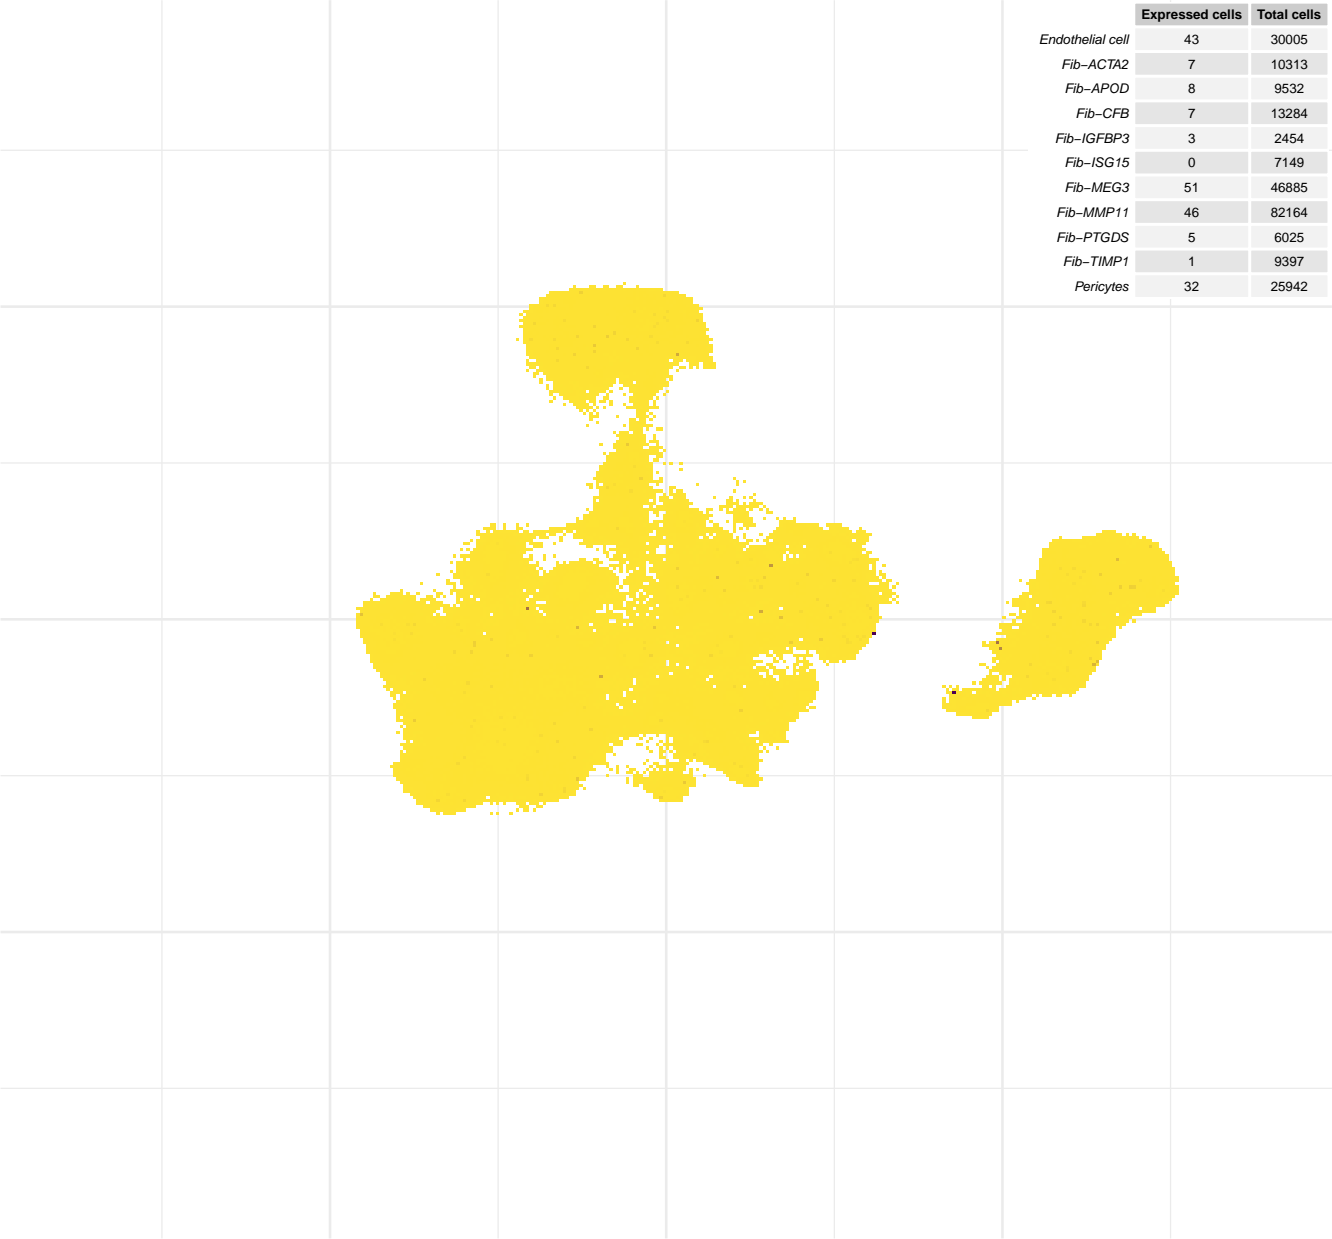 Expressed cells Total cells
Endothelial cell 43 30005
Fib−ACTA2 7 10313
Fib−APOD 8 9532
Fib−CFB 7 13284
Fib−IGFBP3 3 2454
Fib−ISG15 0 7149
Fib−MEG3 51 46885
Fib−MMP11 46 82164
Fib−PTGDS 5 6025
Fib−TIMP1 1 9397
Pericytes 32 25942